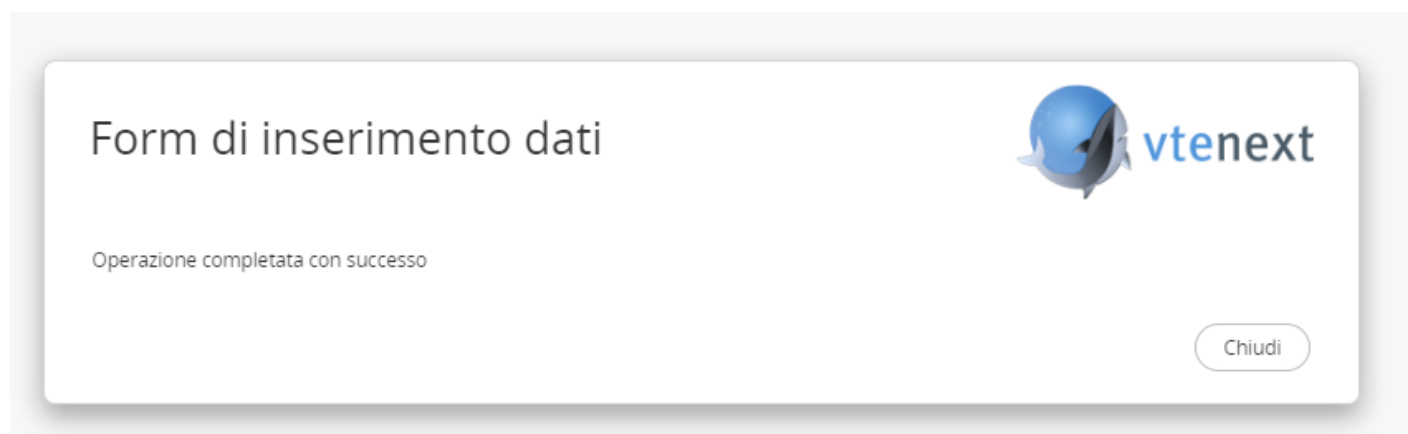 Form di inserimento dati
vtenext
Operazione completata con successo
Chiudi